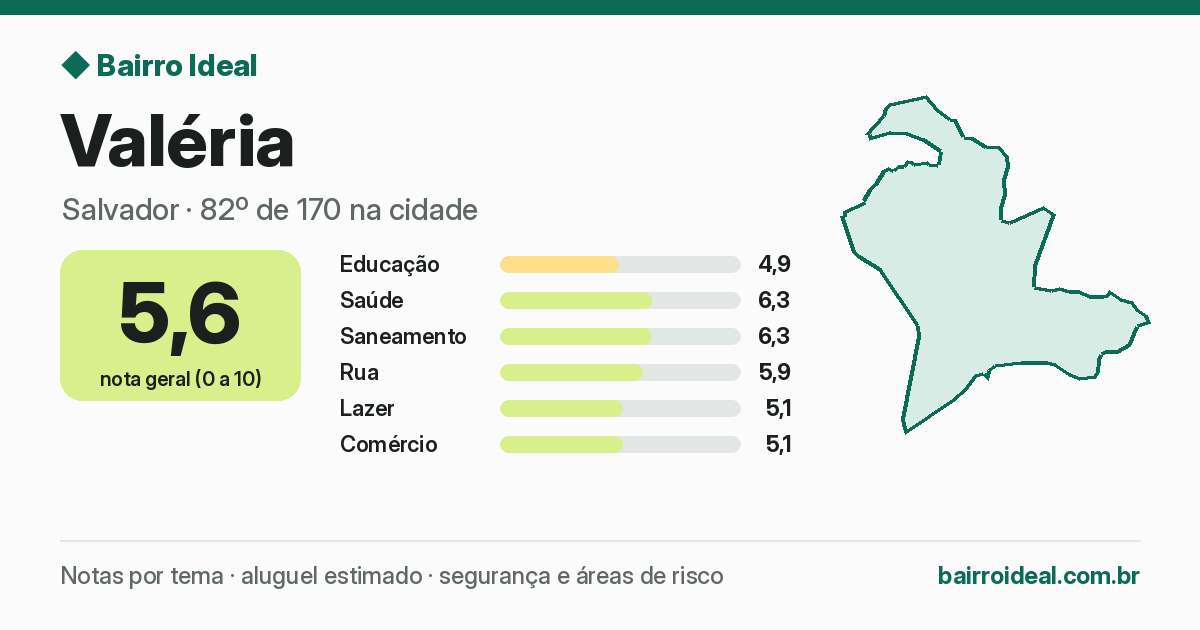 Bairro Ideal
Valéria
Salvador · 82º de 170 na cidade
5,6
nota geral (0 a 10)
Educação 4,9
Saúde 6,3
Saneamento 6,3
Rua 5,9
Lazer 5,1
Comércio 5,1
Notas por tema · aluguel estimado · segurança e áreas de risco
bairroideal.com.br